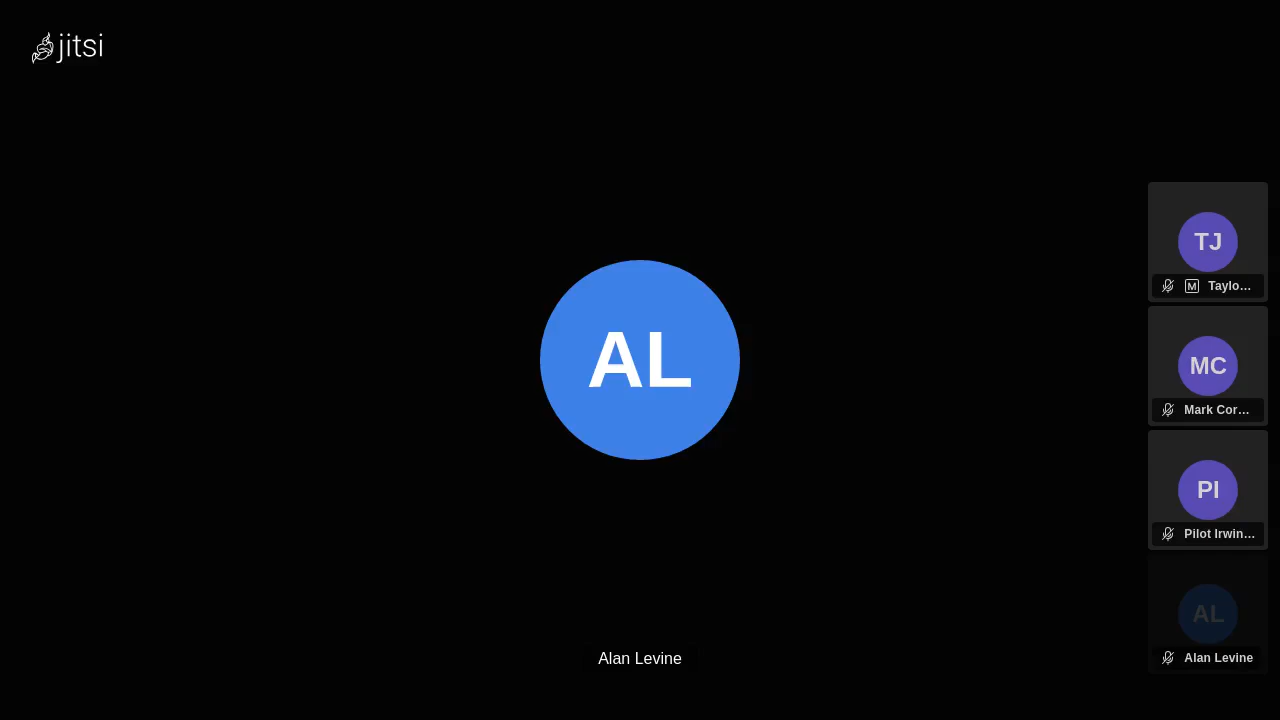 jitsi
TJ
M Taylo...
MC
Mark Cor...
PI
Pilot Irwin...
AL
Alan Levine
AL
Alan Levine